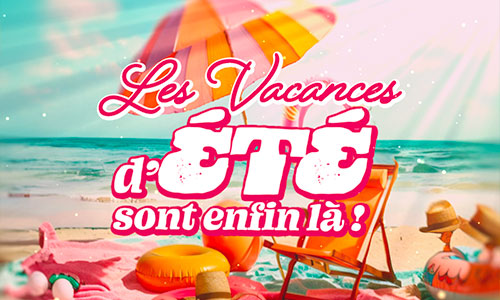 Les Vacances
d'ÉTÉ
sont enfin là !